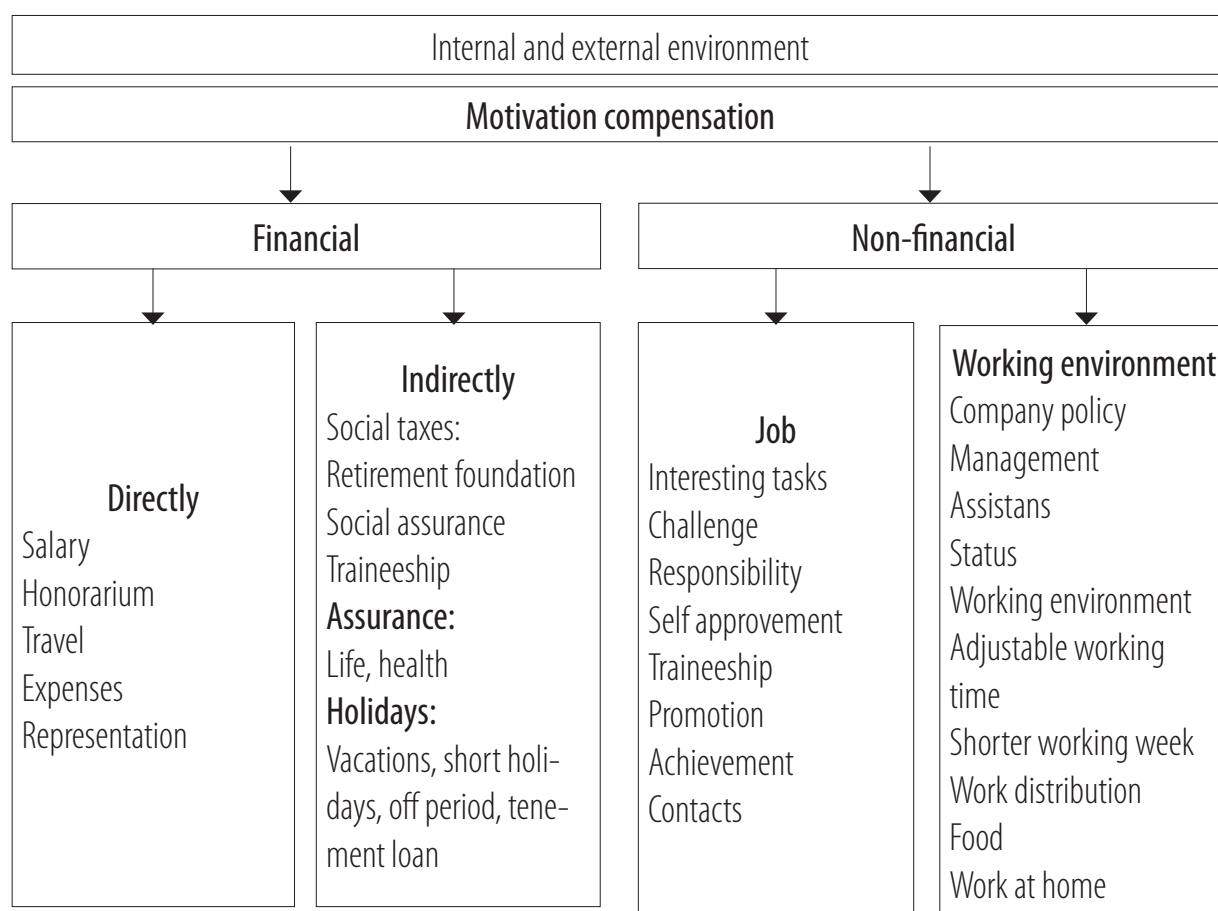 Internal and external environment
Motivation compensation
Financial
Non-financial
Directly
Salary
Honorarium
Travel
Expenses
Representation
Indirectly
Social taxes:
Retirement foundation
Social assurance
Traineeship
Assurance:
Life, health
Holidays:
Vacations, short holi-
days, off period, tene-
ment loan
Job
Interesting tasks
Challenge
Responsibility
Self approvement
Traineeship
Promotion
Achievement
Contacts
Working environment
Company policy
Management
Assistans
Status
Working environment
Adjustable working
time
Shorter working week
Work distribution
Food
Work at home